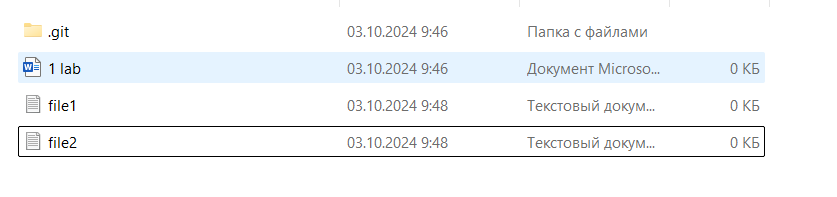 .git 03.10.2024 9:46 Папка с файлами
1 lab 03.10.2024 9:46 Документ Microso... 0 КБ
file1 03.10.2024 9:48 Текстовый докум... 0 КБ
file2 03.10.2024 9:48 Текстовый докум... 0 КБ